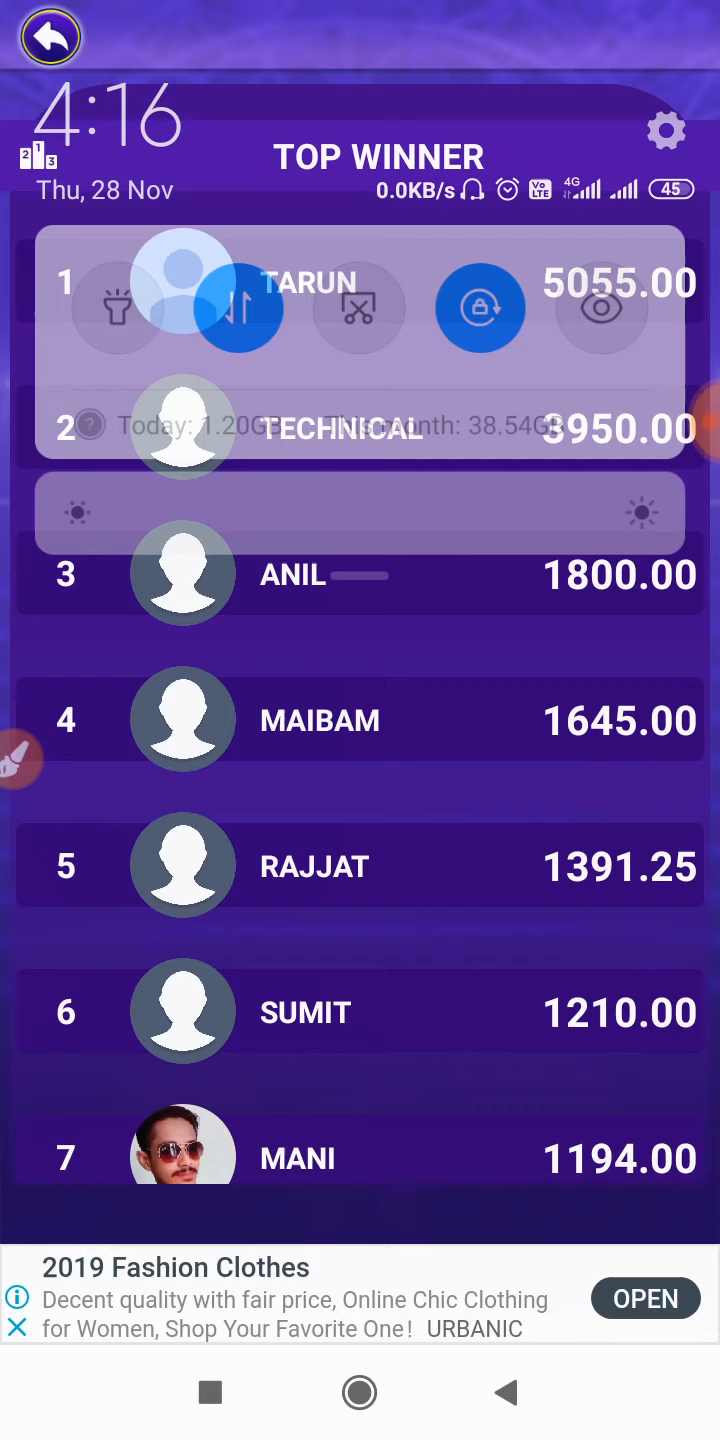 4:16
TOP WINNER
Thu, 28 Nov
0.0KB/s 4G Vo LTE 45
1 TARUN 5055.00
Today: 1.20GB This month: 38.54GB
2 TECHNICAL 3950.00
3 ANIL 1800.00
4 MAIBAM 1645.00
5 RAJJAT 1391.25
6 SUMIT 1210.00
7 MANI 1194.00
2019 Fashion Clothes
Decent quality with fair price, Online Chic Clothing
for Women, Shop Your Favorite One! URBANIC
OPEN